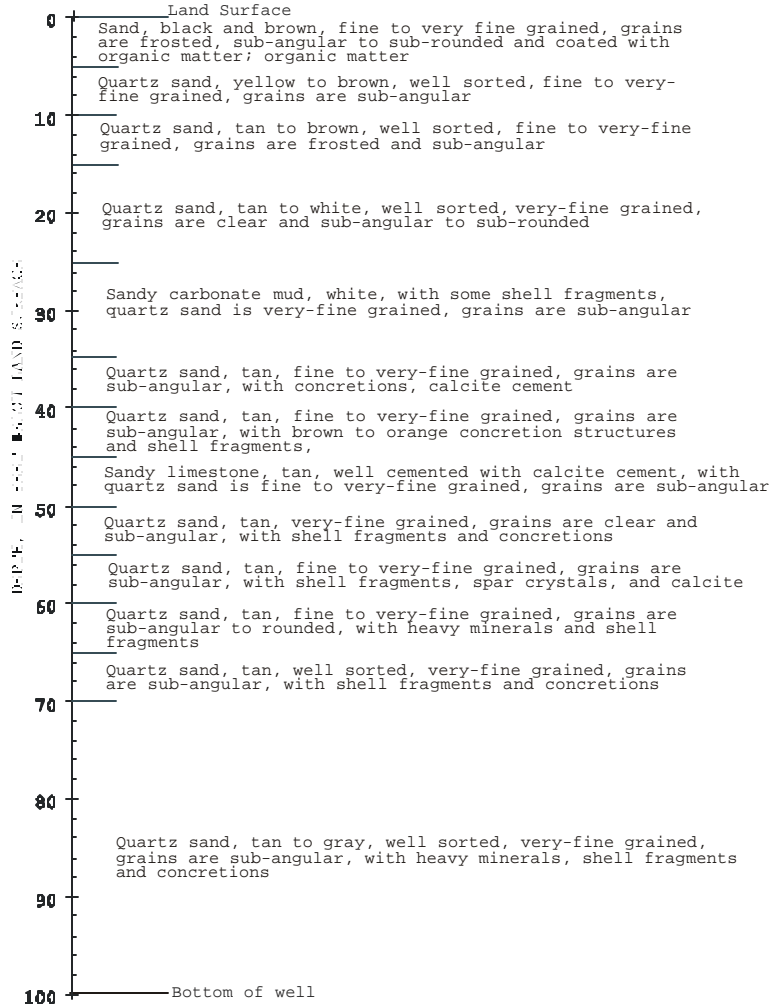 Land Surface
0
Sand, black and brown, fine to very fine grained, grains
are frosted, sub-angular to sub-rounded and coated with
organic matter; organic matter
Quartz sand, yellow to brown, well sorted, fine to very-
fine grained, grains are sub-angular
10
Quartz sand, tan to brown, well sorted, fine to very-fine
grained, grains are frosted and sub-angular
20
Quartz sand, tan to white, well sorted, very-fine grained,
grains are clear and sub-angular to sub-rounded
Sandy carbonate mud, white, with some shell fragments,
quartz sand is very-fine grained, grains are sub-angular
30
Quartz sand, tan, fine to very-fine grained, grains are
sub-angular, with concretions, calcite cement
40
Quartz sand, tan, fine to very-fine grained, grains are
sub-angular, with brown to orange concretion structures
and shell fragments,
Sandy limestone, tan, well cemented with calcite cement, with
quartz sand is fine to very-fine grained, grains are sub-angular
50
Quartz sand, tan, very-fine grained, grains are clear and
sub-angular, with shell fragments and concretions
Quartz sand, tan, fine to very-fine grained, grains are
sub-angular, with shell fragments, spar crystals, and calcite
60
Quartz sand, tan, fine to very-fine grained, grains are
sub-angular to rounded, with heavy minerals and shell
fragments
Quartz sand, tan, well sorted, very-fine grained, grains
are sub-angular, with shell fragments and concretions
70
80
Quartz sand, tan to gray, well sorted, very-fine grained,
grains are sub-angular, with heavy minerals, shell fragments
and concretions
90
100
Bottom of well
LAND